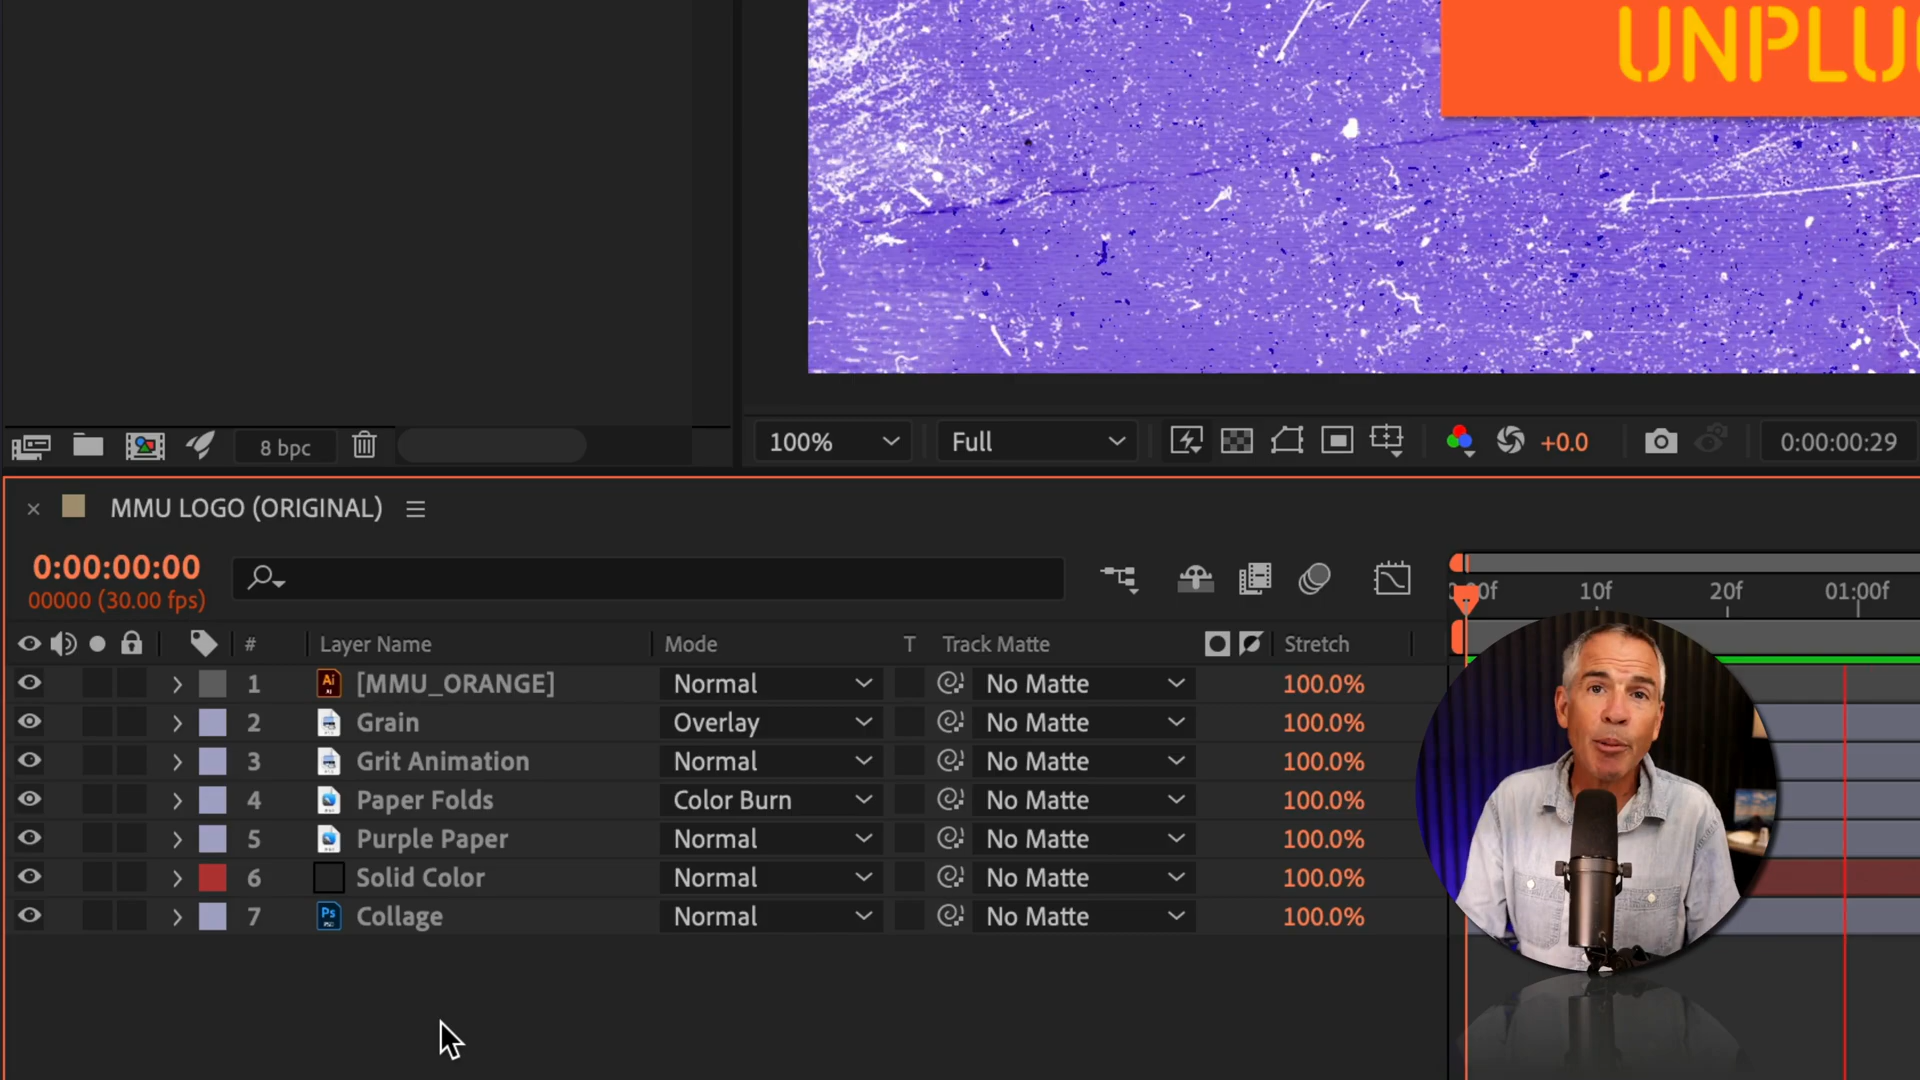 UNPLU
8 bpc
100%
Full
+0.0
0:00:00:29
MMU LOGO (ORIGINAL)
0:00:00:00
00000 (30.00 fps)
10f
20f
01:00f
# Layer Name Mode T Track Matte Stretch
1 Ai [MMU_ORANGE] Normal No Matte 100.0%
2 Grain Overlay No Matte 100.0%
3 Grit Animation Normal No Matte 100.0%
4 Paper Folds Color Burn No Matte 100.0%
5 Purple Paper Normal No Matte 100.0%
6 Solid Color Normal No Matte 100.0%
7 Ps Collage Normal No Matte 100.0%